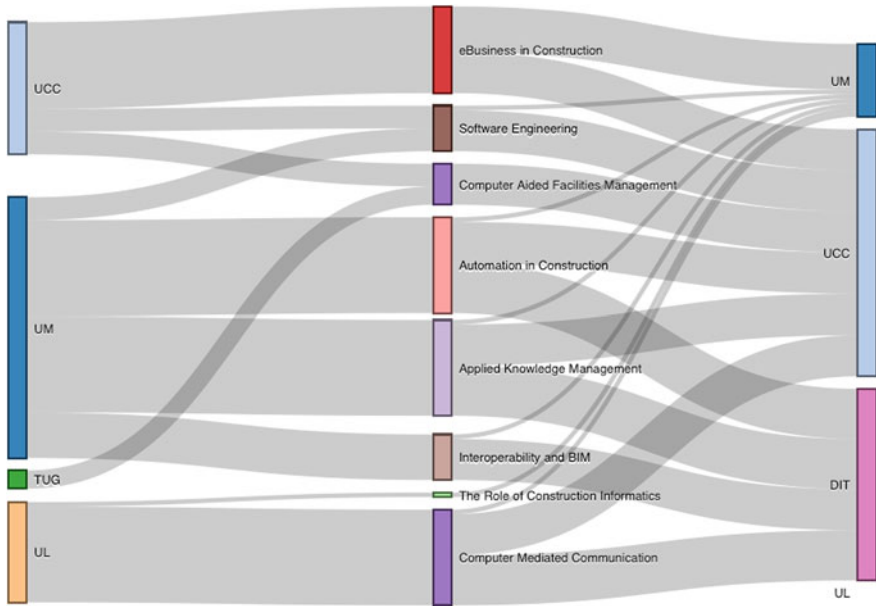 UCC
UM
TUG
UL
eBusiness in Construction
Software Engineering
Computer Aided Facilities Management
Automation in Construction
Applied Knowledge Management
Interoperability and BIM
The Role of Construction Informatics
Computer Mediated Communication
UM
UCC
DIT
UL